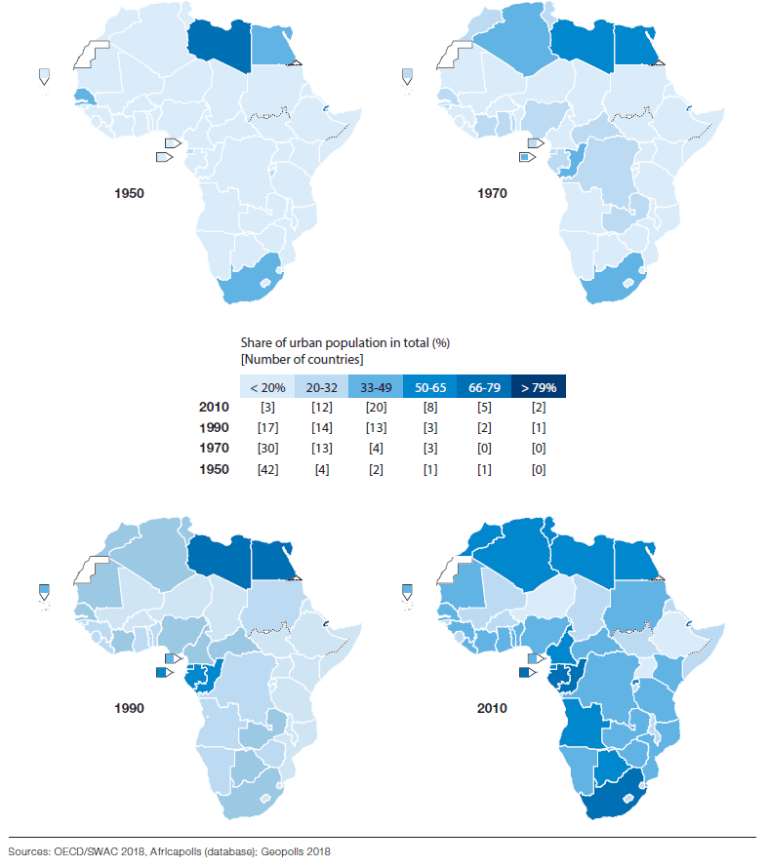 1950
1970
Share of urban population in total (%)
[Number of countries]
< 20% 20-32 33-49 50-65 66-79 > 79%
2010 [3] [12] [20] [8] [5] [2]
1990 [17] [14] [13] [3] [2] [1]
1970 [30] [13] [4] [3] [0] [0]
1950 [42] [4] [2] [1] [1] [0]
1990
2010
Sources: OECD/SWAC 2018, Africapolls (database); Geopolls 2018